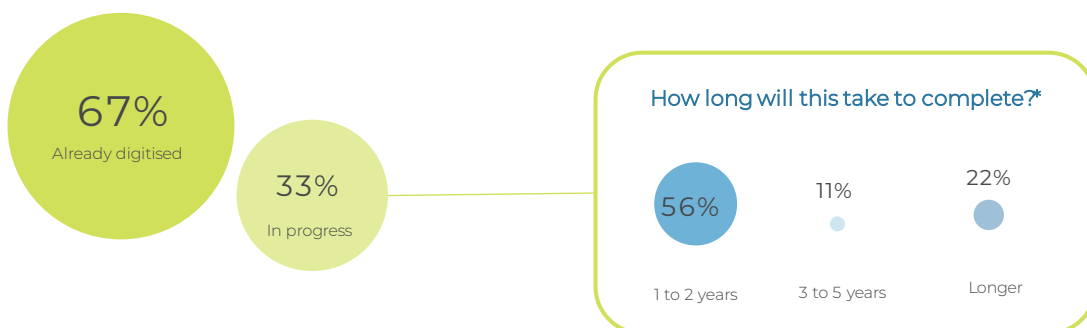 67%
Already digitised
33%
In progress
How long will this take to complete?*
56%
1 to 2 years
11%
3 to 5 years
22%
Longer